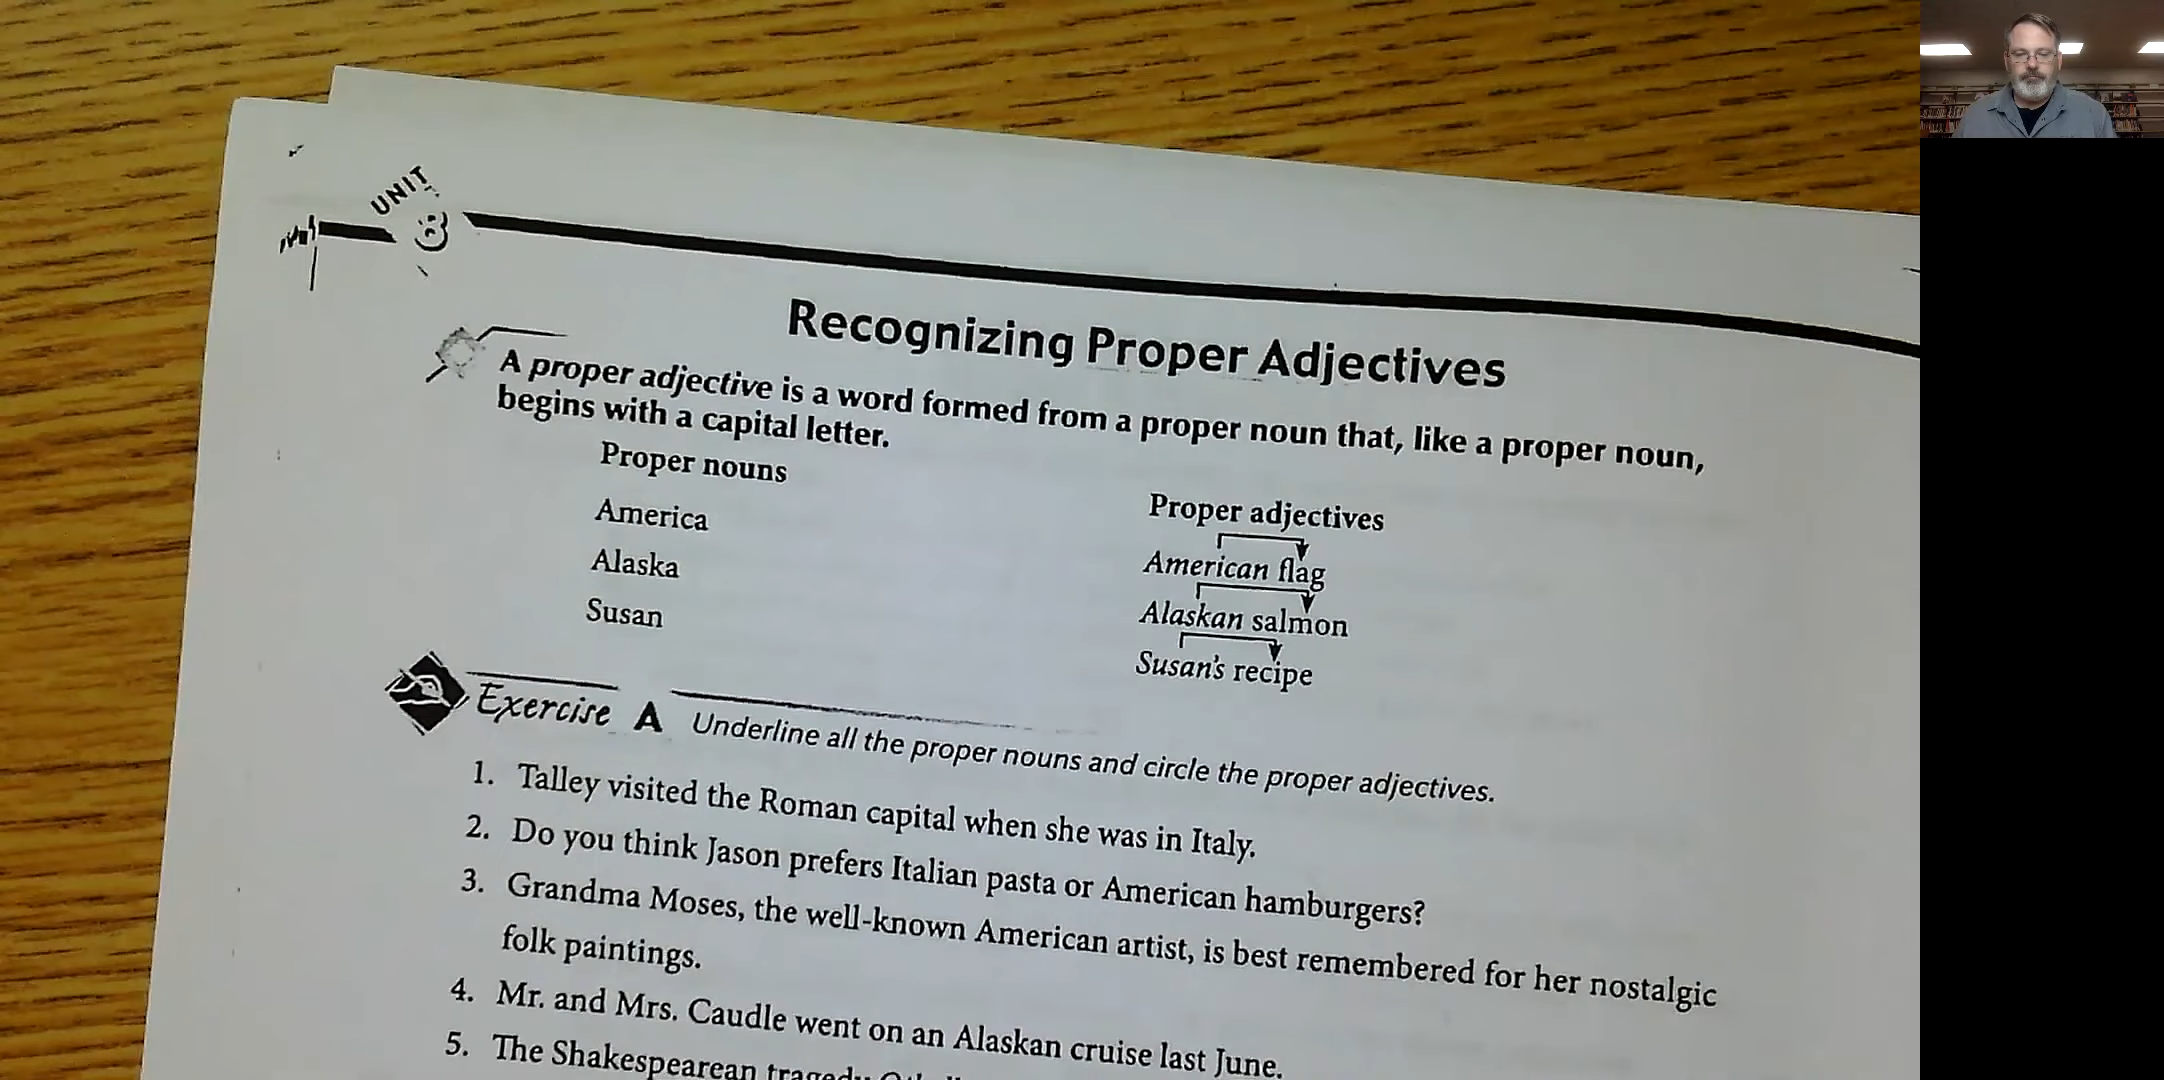 UNIT
8
Recognizing Proper Adjectives
A proper adjective is a word formed from a proper noun that, like a proper noun,
begins with a capital letter.
Proper nouns
America
Alaska
Susan
Proper adjectives
American flag
Alaskan salmon
Susan's recipe
Exercise A Underline all the proper nouns and circle the proper adjectives.
1. Talley visited the Roman capital when she was in Italy.
2. Do you think Jason prefers Italian pasta or American hamburgers?
3. Grandma Moses, the well-known American artist, is best remembered for her nostalgic
folk paintings.
4. Mr. and Mrs. Caudle went on an Alaskan cruise last June.
5. The Shakespearean tragedy